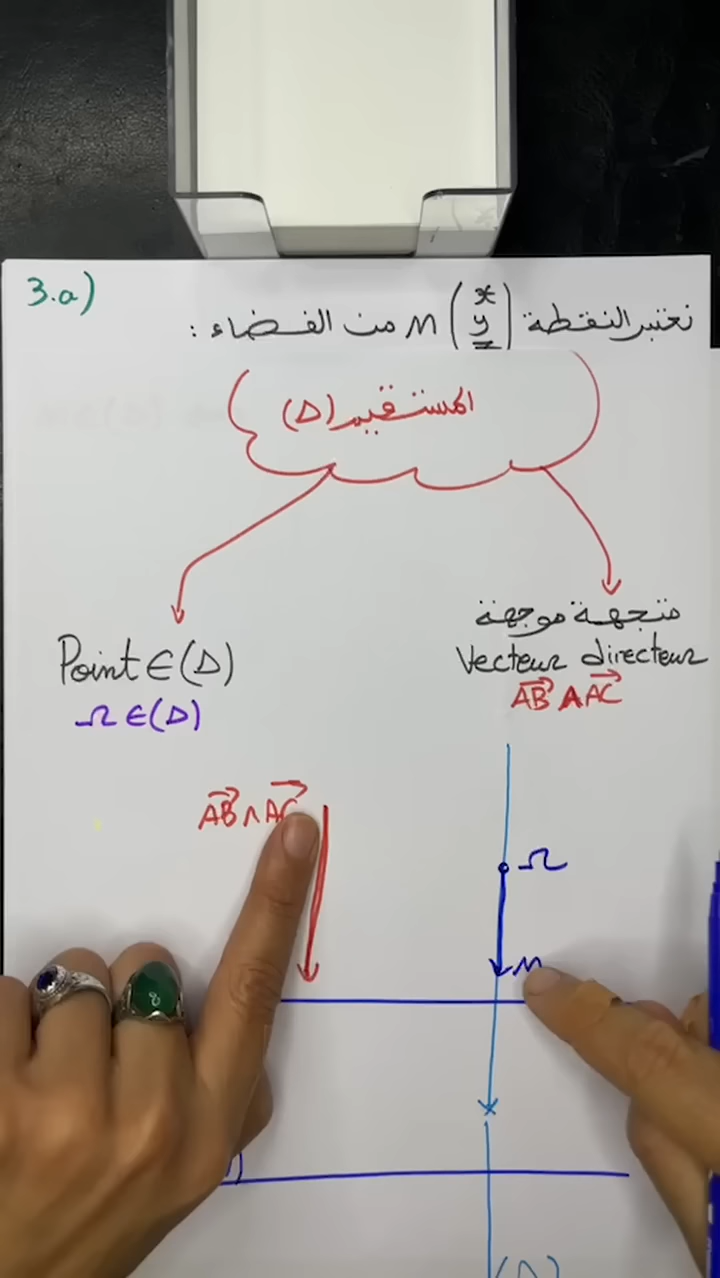 3.a)
نعتبر النقطة M (x y z) من الفضاء :
المستقيم (Δ)
متجهة موجهة
Point ∈ (Δ)
Vecteur directeur
Ω ∈ (Δ)
AB ∧ AC
AB ∧ AC
Ω
M
(Δ)